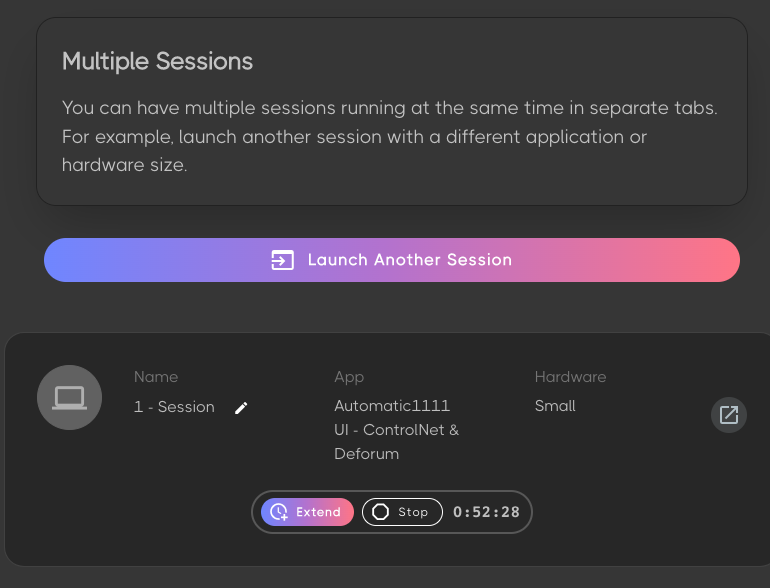 Multiple Sessions
You can have multiple sessions running at the same time in separate tabs.
For example, launch another session with a different application or
hardware size.
Launch Another Session
Name
1 - Session
App
Automatic1111
UI - ControlNet &
Deforum
Hardware
Small
Extend
Stop
0:52:28